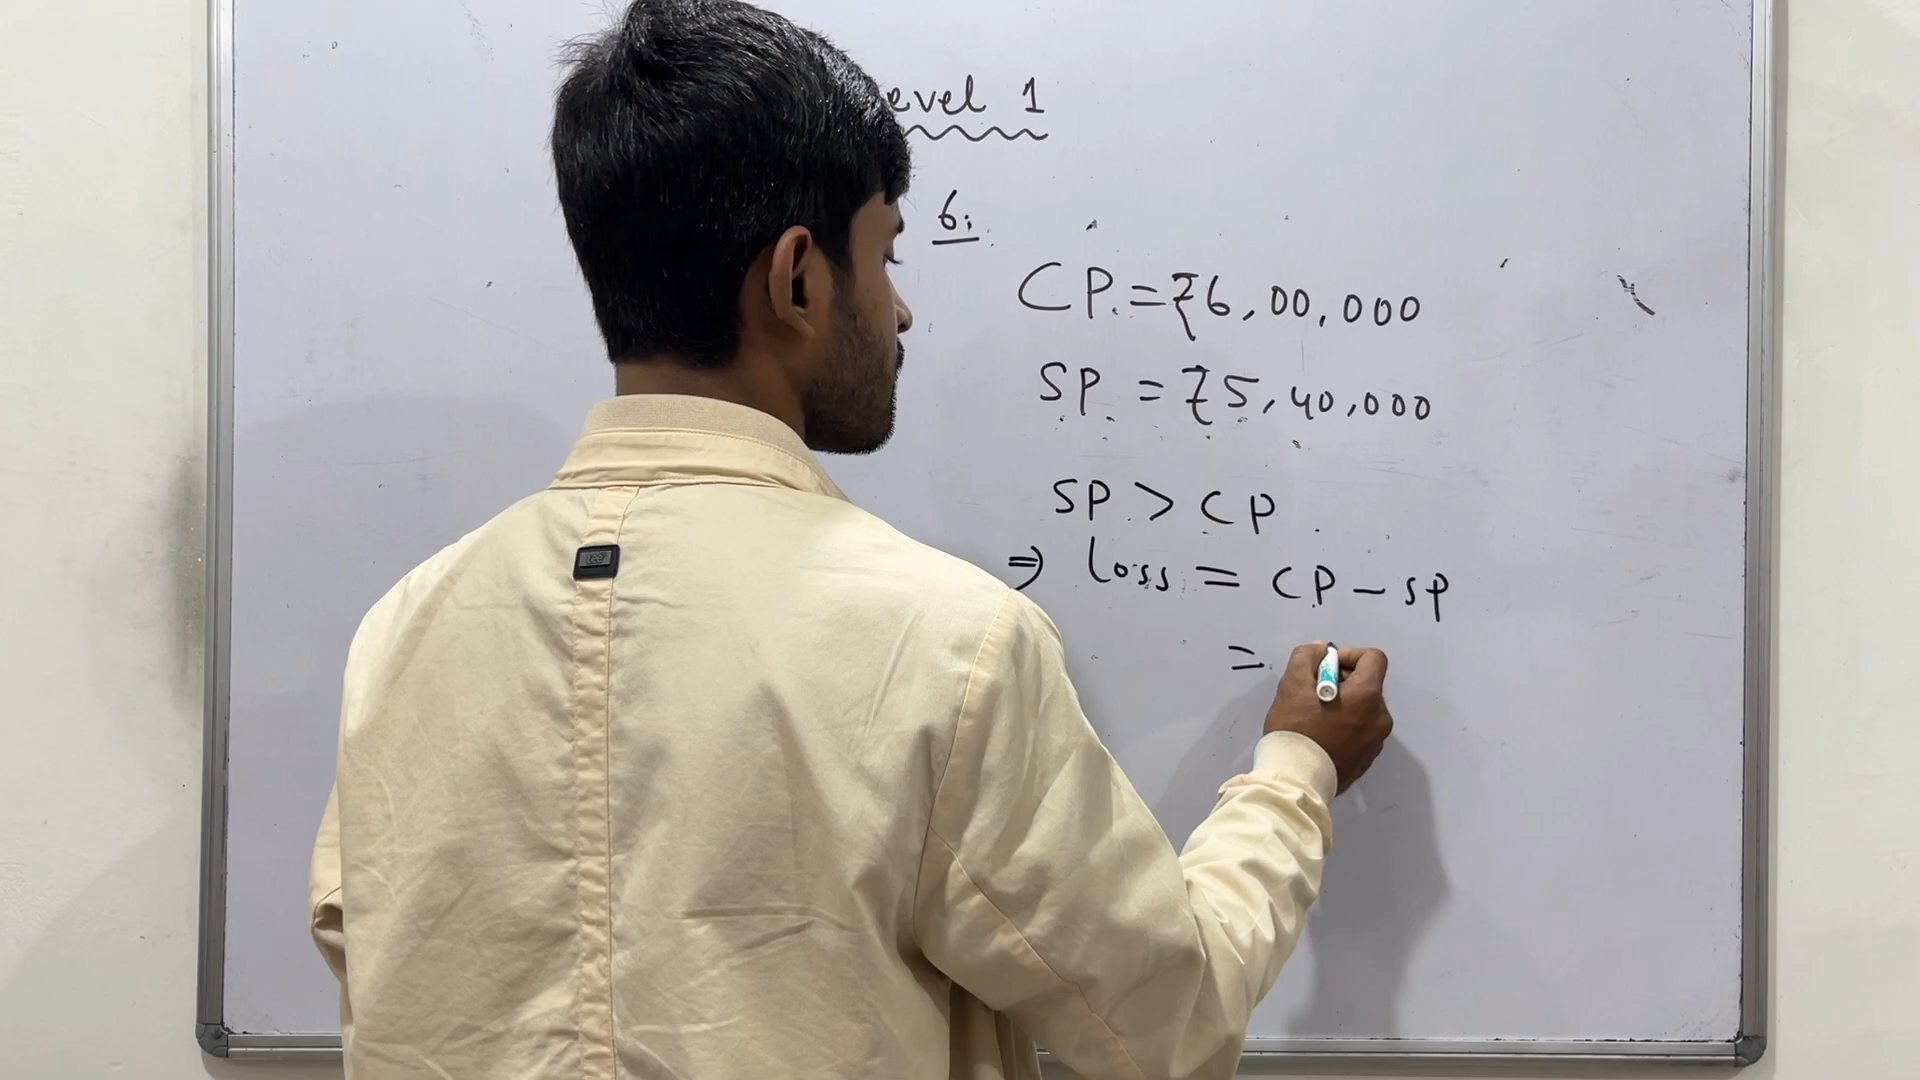 evel 1
6:
CP = ₹6,00,000
SP = ₹5,40,000
SP > CP
⇒ Loss = CP - SP
=